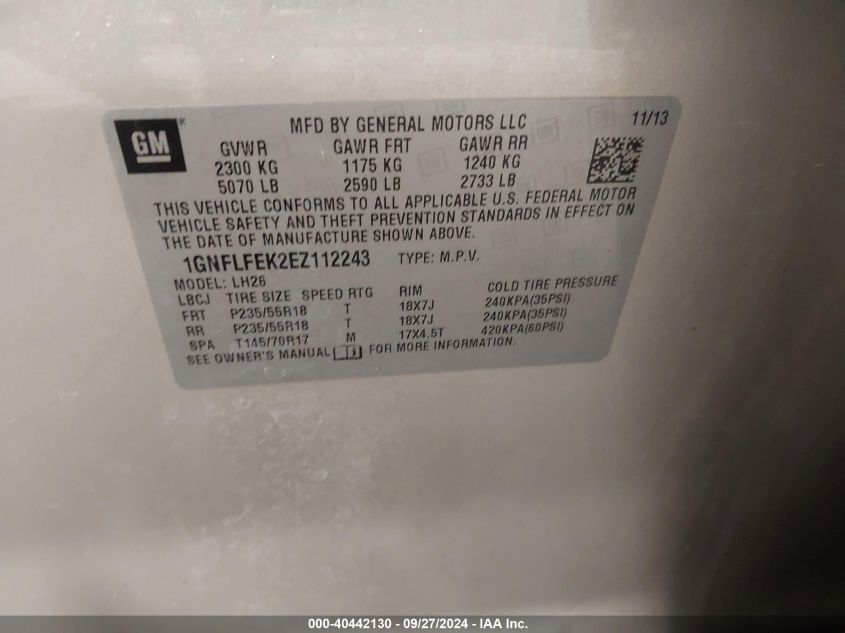 GM ®
MFD BY GENERAL MOTORS LLC 11/13
GVWR GAWR FRT GAWR RR
2300 KG 1175 KG 1240 KG
5070 LB 2590 LB 2733 LB
THIS VEHICLE CONFORMS TO ALL APPLICABLE U.S. FEDERAL MOTOR
VEHICLE SAFETY AND THEFT PREVENTION STANDARDS IN EFFECT ON
THE DATE OF MANUFACTURE SHOWN ABOVE.
1GNFLFEK2EZ112243 TYPE: M.P.V.
MODEL: LH26
LBCJ TIRE SIZE SPEED RTG RIM COLD TIRE PRESSURE
FRT P235/55R18 T 18X7J 240KPA(35PSI)
RR P235/55R18 T 18X7J 240KPA(35PSI)
SPA T145/70R17 M 17X4.5T 420KPA(60PSI)
SEE OWNER'S MANUAL FOR MORE INFORMATION.
000-40442130 - 09/27/2024 - IAA Inc.